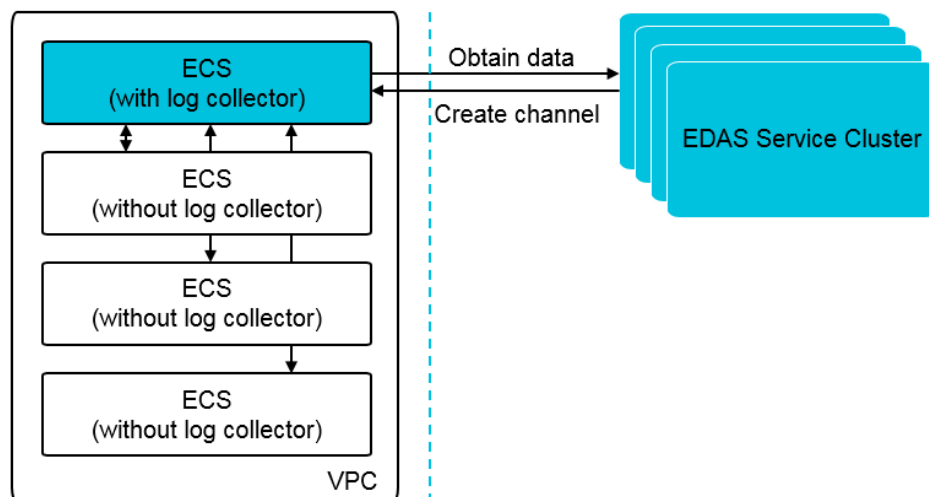 ECS
(with log collector)
Obtain data
Create channel
EDAS Service Cluster
ECS
(without log collector)
ECS
(without log collector)
ECS
(without log collector)
VPC